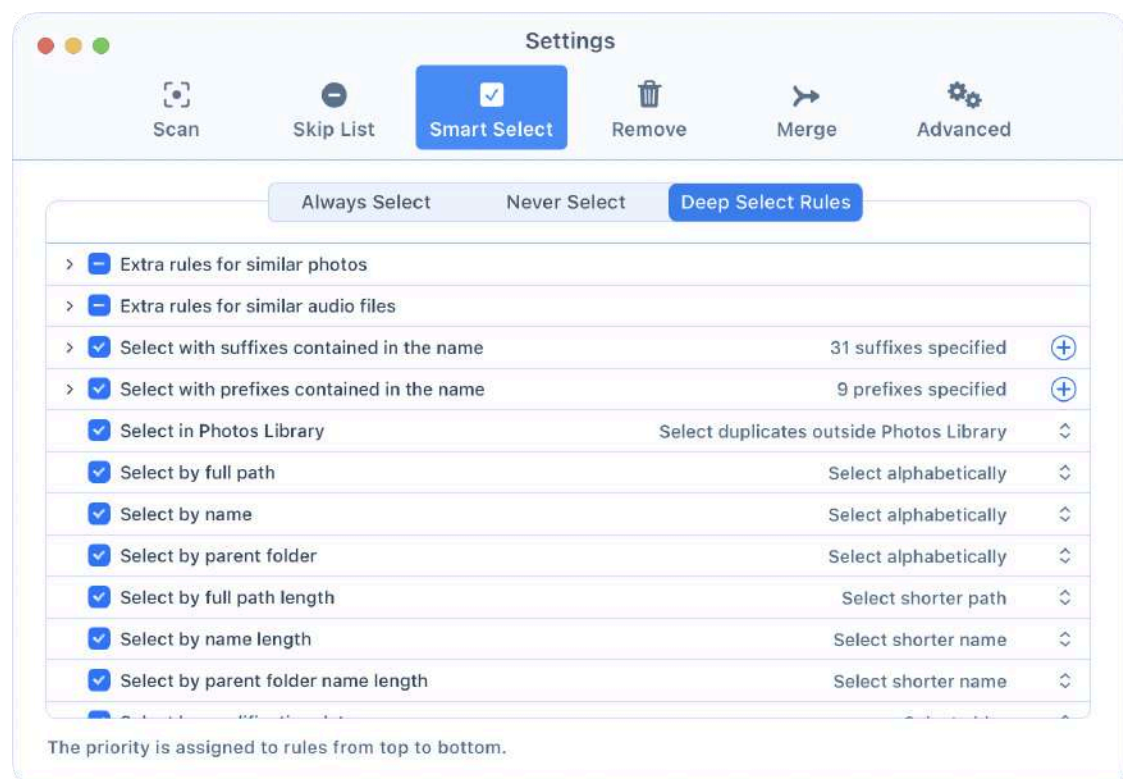 Settings
Scan Skip List Smart Select Remove Merge Advanced
Always Select Never Select Deep Select Rules
Extra rules for similar photos
Extra rules for similar audio files
Select with suffixes contained in the name 31 suffixes specified
Select with prefixes contained in the name 9 prefixes specified
Select in Photos Library Select duplicates outside Photos Library
Select by full path Select alphabetically
Select by name Select alphabetically
Select by parent folder Select alphabetically
Select by full path length Select shorter path
Select by name length Select shorter name
Select by parent folder name length Select shorter name
The priority is assigned to rules from top to bottom.